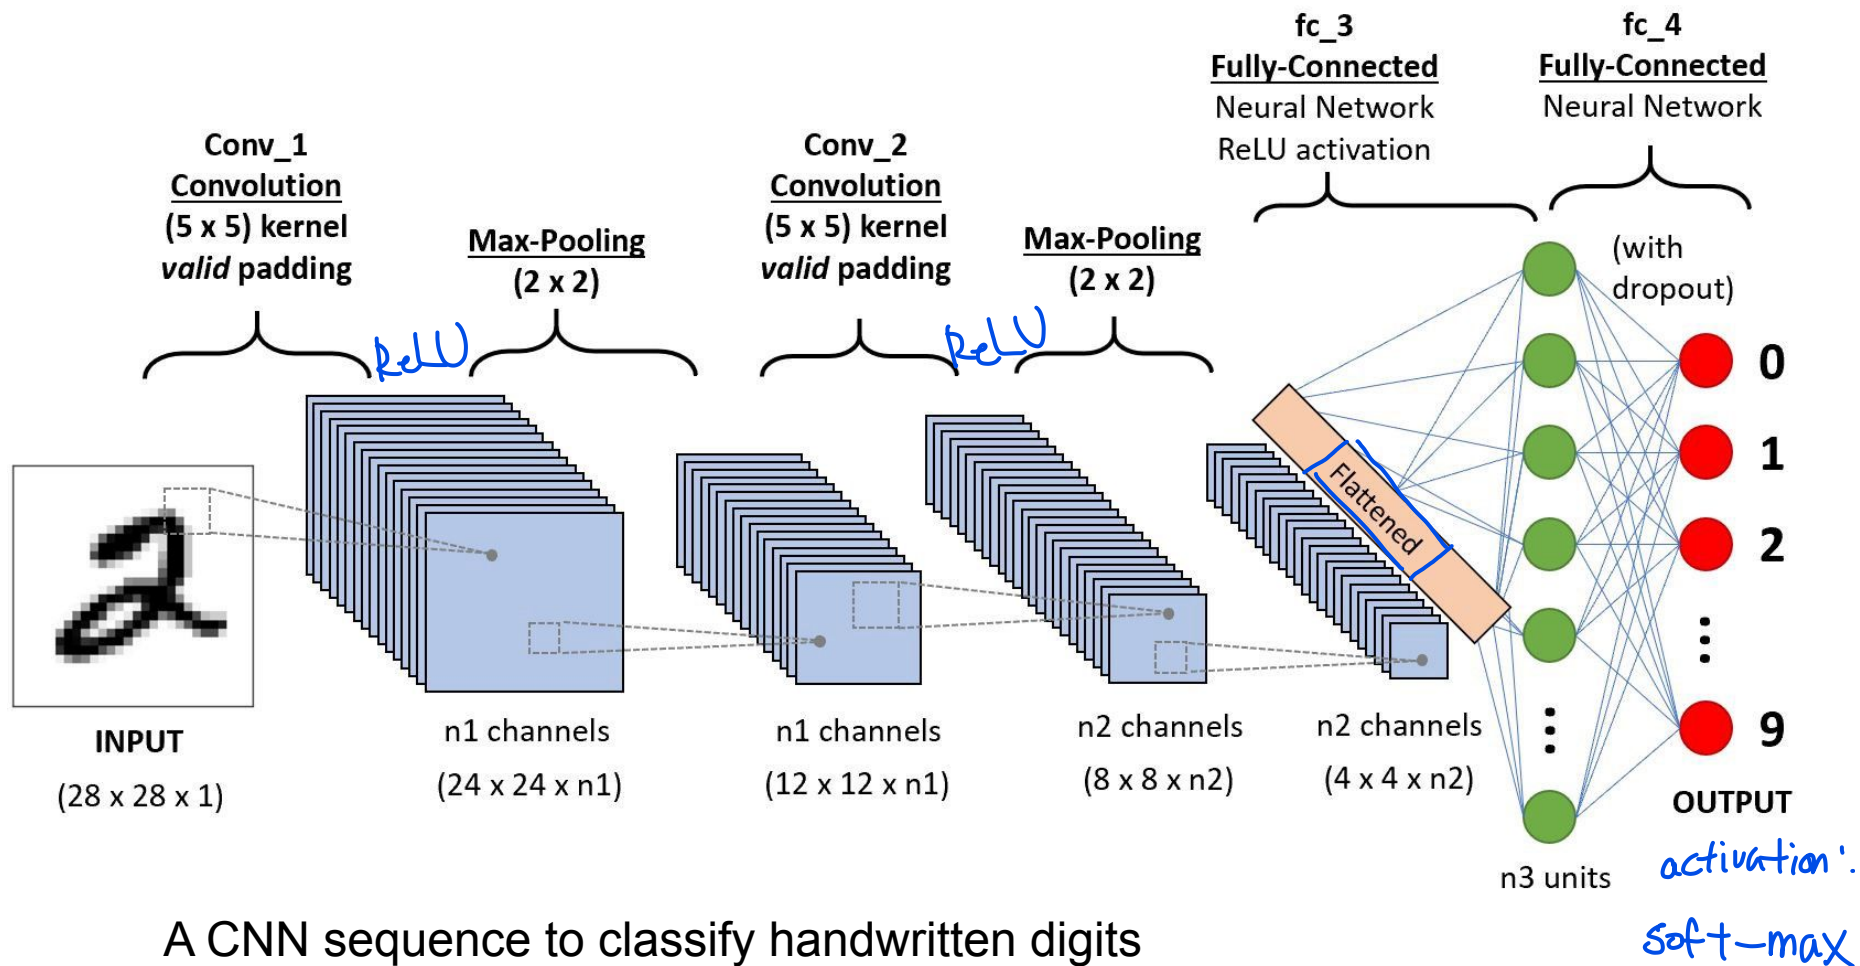 fc_3
Fully-Connected
Neural Network
ReLU activation
fc_4
Fully-Connected
Neural Network
(with
dropout)
Conv_1
Convolution
(5 x 5) kernel
valid padding
ReLU
Max-Pooling
(2 x 2)
Conv_2
Convolution
(5 x 5) kernel
valid padding
ReLU
Max-Pooling
(2 x 2)
2
Flattened
0
1
2
9
INPUT
(28 x 28 x 1)
n1 channels
(24 x 24 x n1)
n1 channels
(12 x 12 x n1)
n2 channels
(8 x 8 x n2)
n2 channels
(4 x 4 x n2)
n3 units
OUTPUT
activation:
soft-max
A CNN sequence to classify handwritten digits